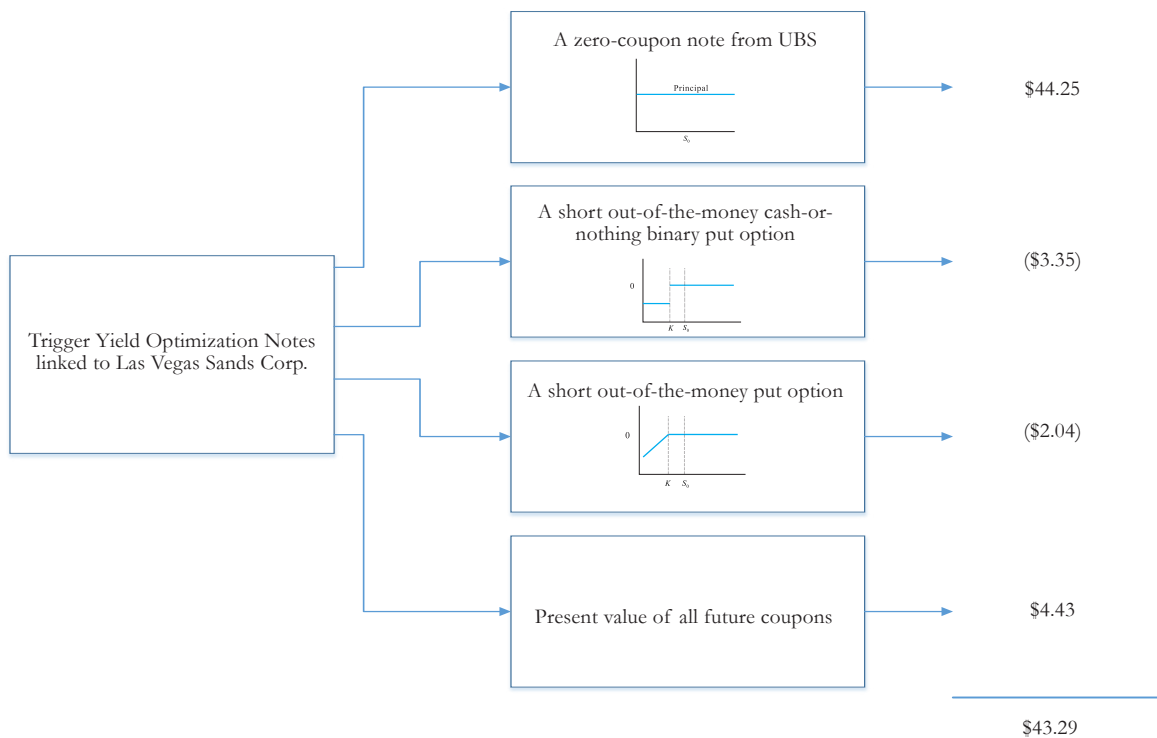 A zero-coupon note from UBS
Principal
S₀
$44.25
A short out-of-the-money cash-or-
nothing binary put option
0
K
S₀
($3.35)
Trigger Yield Optimization Notes
linked to Las Vegas Sands Corp.
A short out-of-the-money put option
0
K
S₀
($2.04)
Present value of all future coupons
$4.43
$43.29